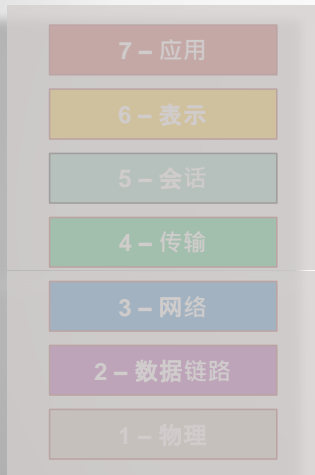 7 – 应用
6 – 表示
5 – 会话
4 – 传输
3 – 网络
2 – 数据链路
1 – 物理